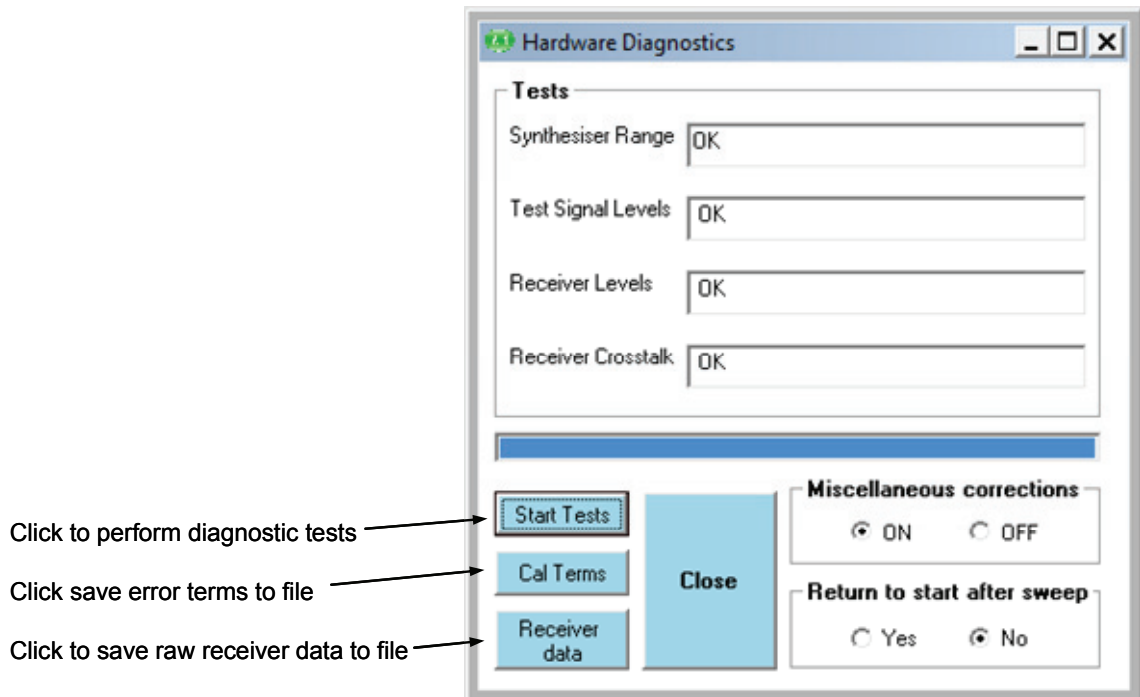 Hardware Diagnostics
Tests
Synthesiser Range OK
Test Signal Levels OK
Receiver Levels OK
Receiver Crosstalk OK
Click to perform diagnostic tests
Start Tests
Click save error terms to file
Cal Terms
Click to save raw receiver data to file
Receiver
data
Close
Miscellaneous corrections
ON OFF
Return to start after sweep
Yes No